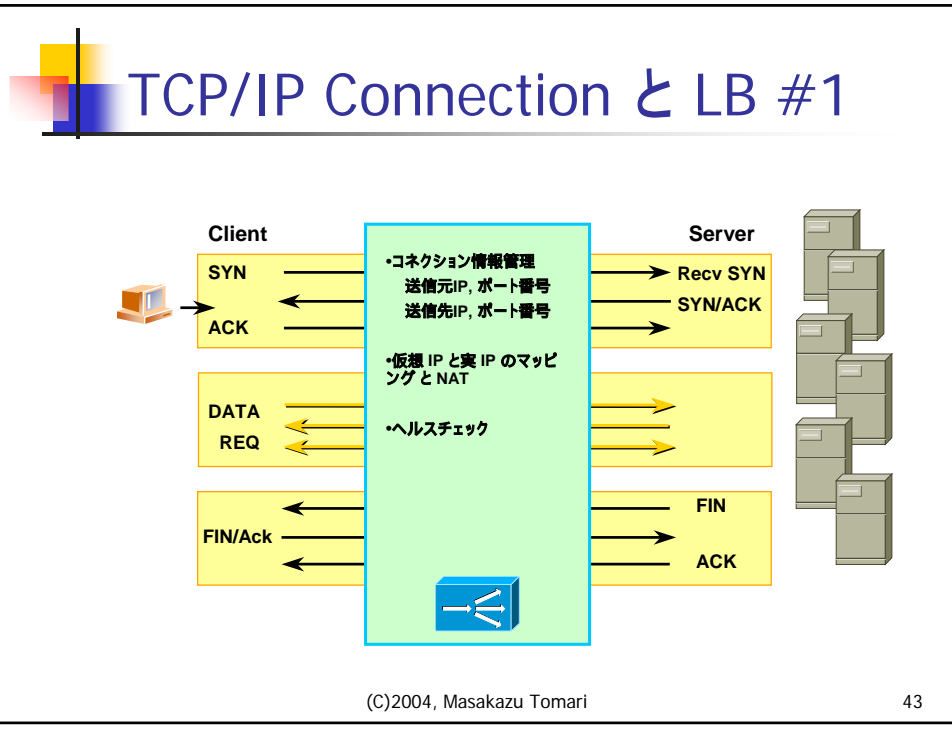 TCP/IP Connection と LB #1
Client
Server
SYN
ACK
•コネクション情報管理
送信元IP, ポート番号
送信先IP, ポート番号
•仮想 IP と実 IP のマッピ
ング と NAT
•ヘルスチェック
Recv SYN
SYN/ACK
DATA
REQ
FIN/Ack
FIN
ACK
(C)2004, Masakazu Tomari
43